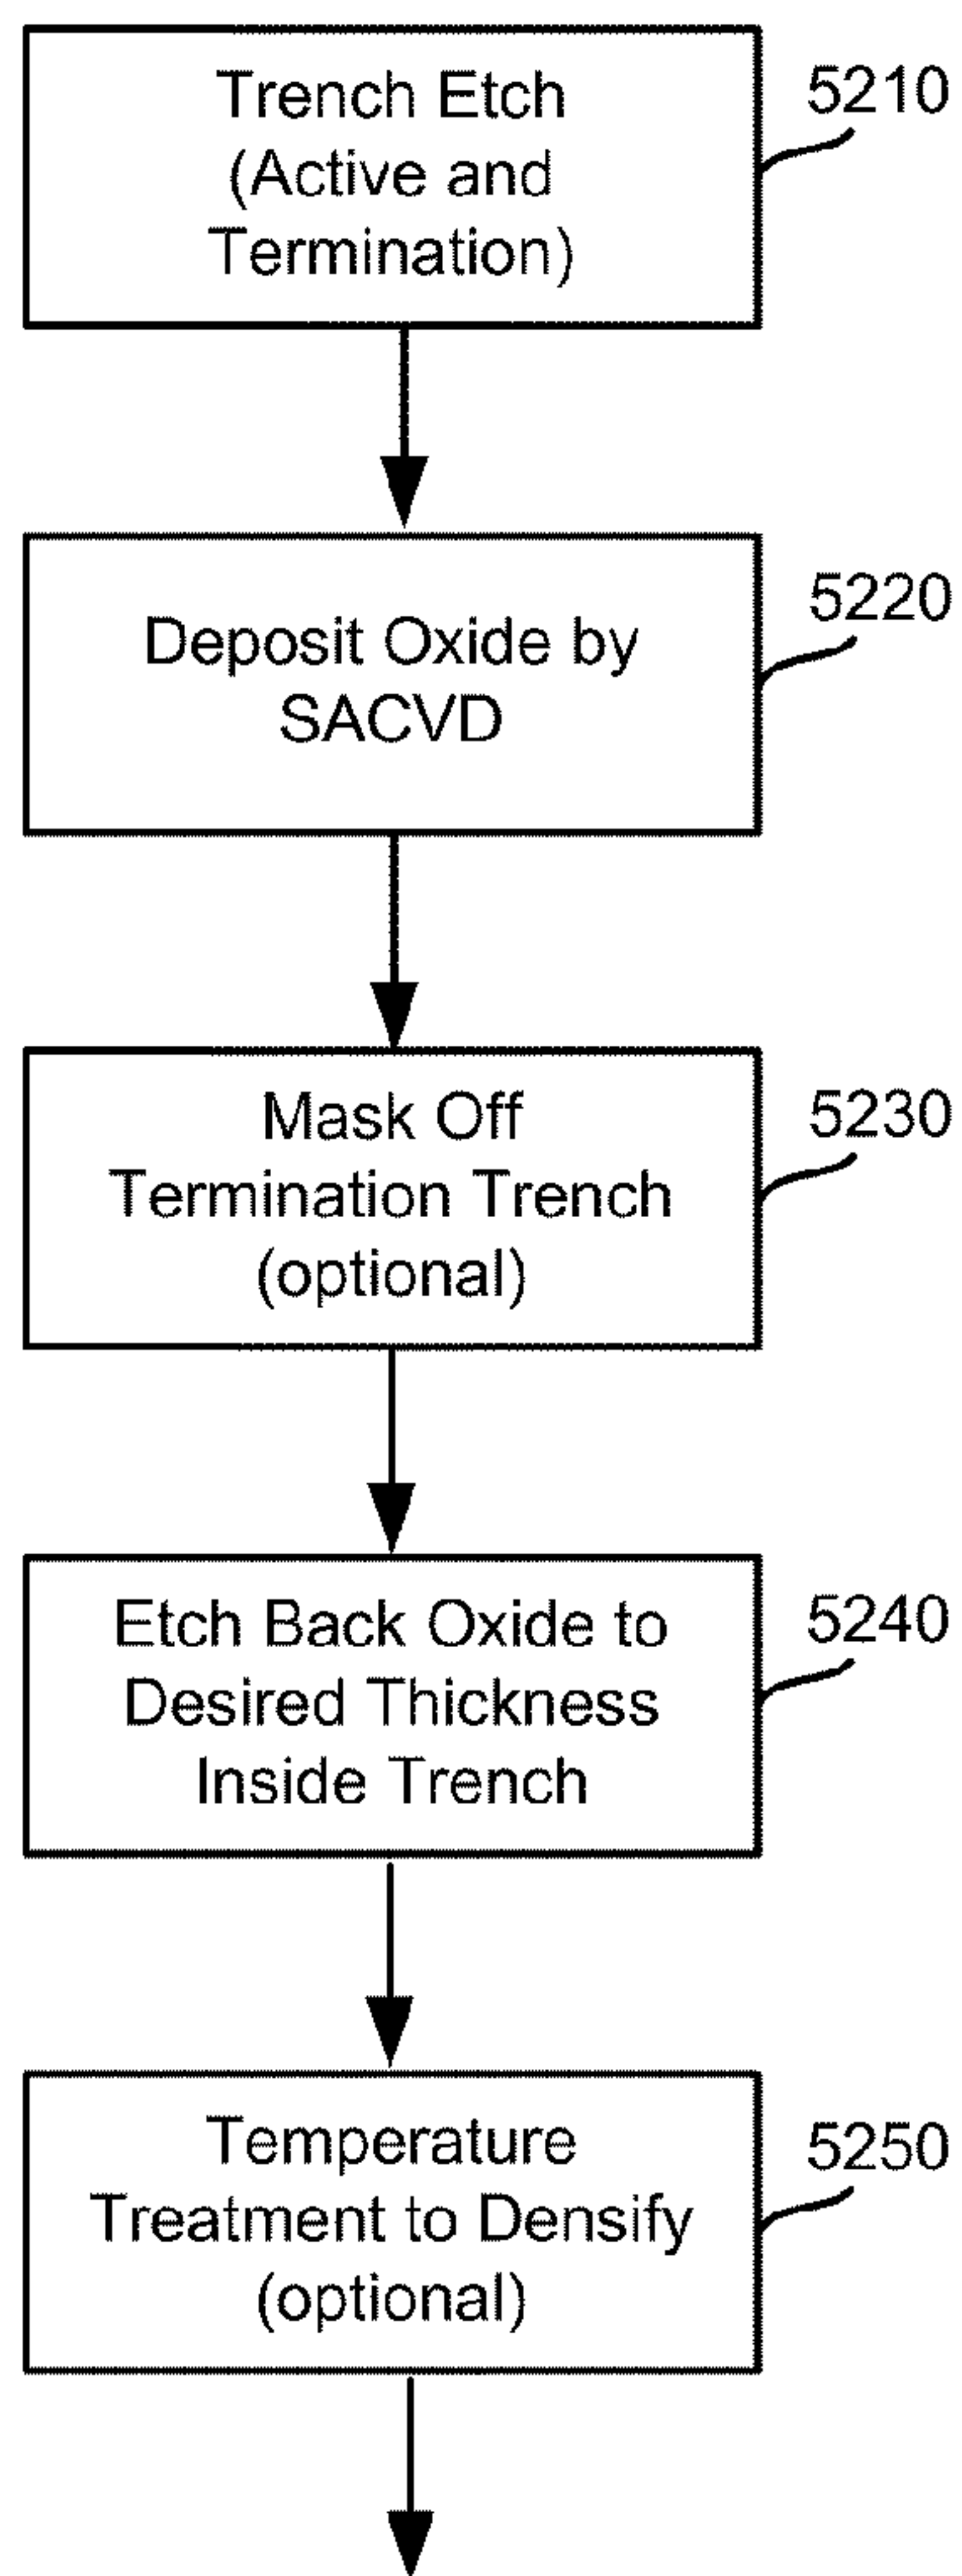 Trench Etch
(Active and
Termination)
5210
Deposit Oxide by
SACVD
5220
Mask Off
Termination Trench
(optional)
5230
Etch Back Oxide to
Desired Thickness
Inside Trench
5240
Temperature
Treatment to Densify
(optional)
5250